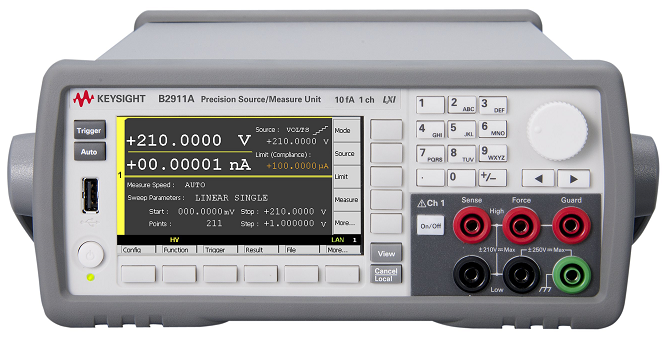 KEYSIGHT B2911A Precision Source/Measure Unit 10 fA 1 ch LXI
Trigger
Auto
1
+210.0000 V
Source : VOLTS
+210.0000 V
+00.00001 nA
Limit (Compliance) :
+100.0000 µA
Measure Speed : AUTO
Sweep Parameters : LINEAR SINGLE
Start : 000.0000mV Stop : +210.0000 V
Points : 211 Step : +1.000000 V
HV LAN 1
Config Function Trigger Result File More...
Mode
Source
Limit
Measure
More...
View
Cancel
Local
1 2 ABC 3 DEF
4 GHI 5 JKL 6 MNO
7 PQRS 8 TUV 9 WXYZ
. 0 +/−
◀ ▶
⚠Ch 1 Sense Force Guard
On/Off
High
±210V⎓ Max ±250V⎓ Max
Low